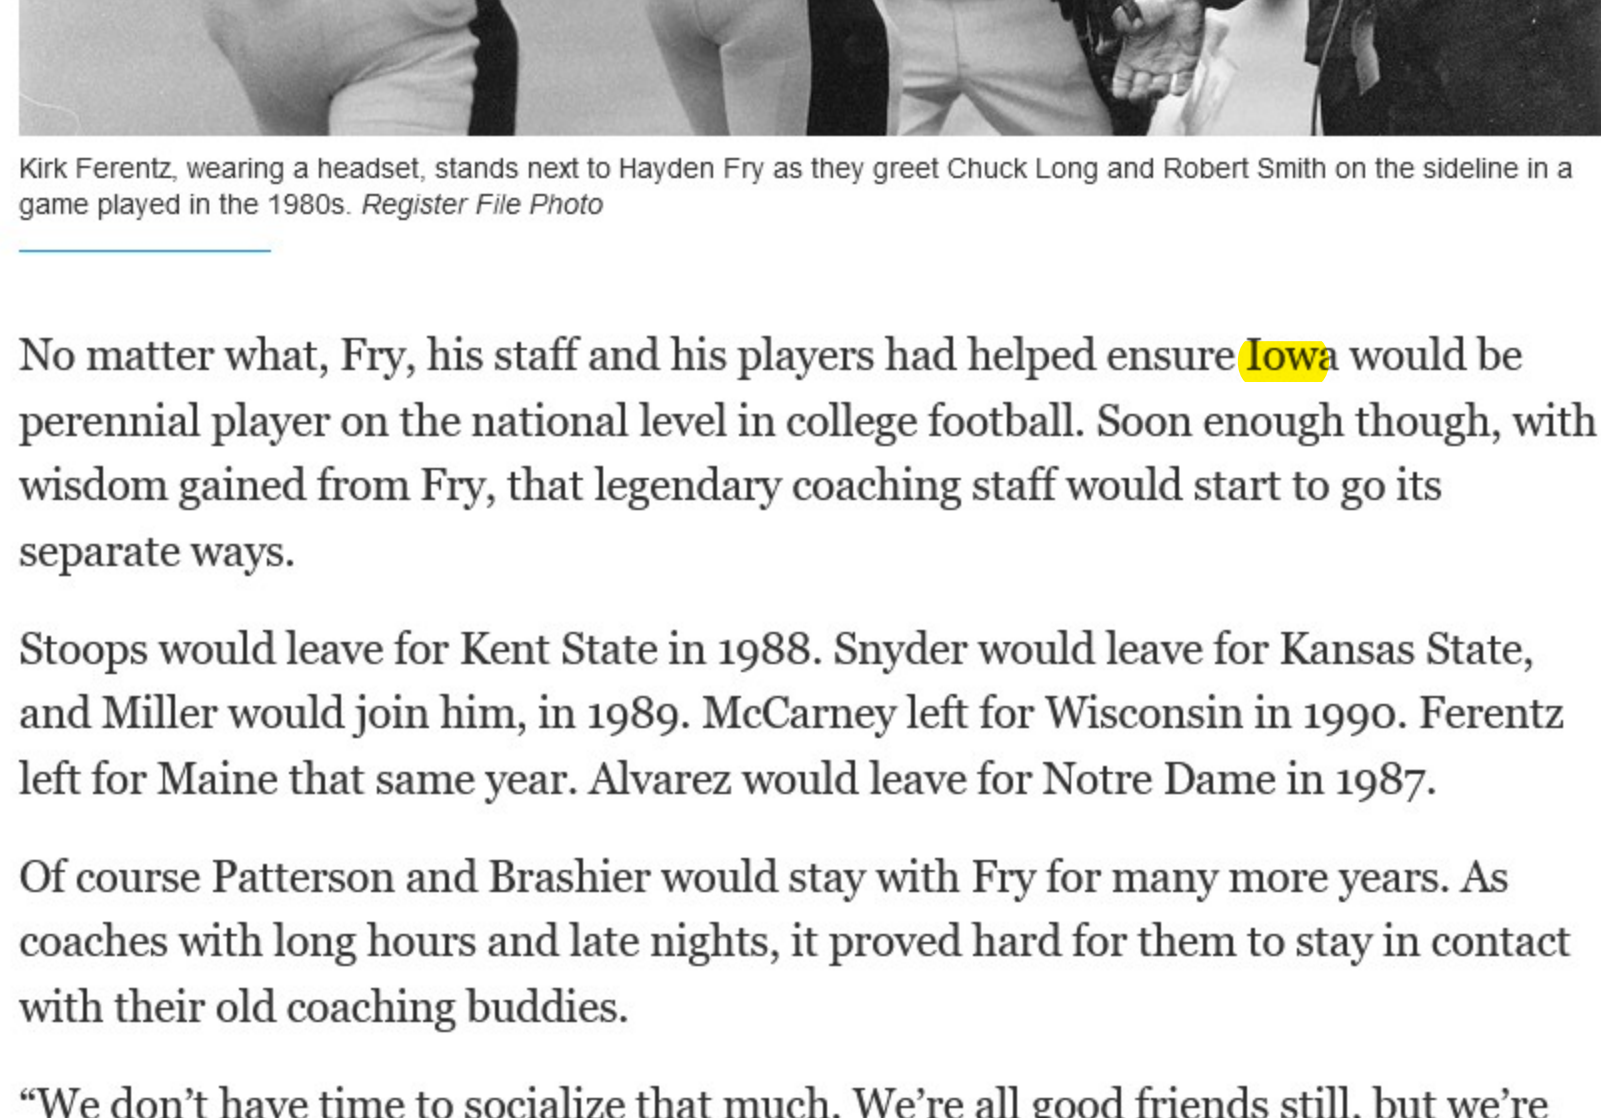 Kirk Ferentz, wearing a headset, stands next to Hayden Fry as they greet Chuck Long and Robert Smith on the sideline in a
game played in the 1980s. Register File Photo
No matter what, Fry, his staff and his players had helped ensure Iowa would be
perennial player on the national level in college football. Soon enough though, with
wisdom gained from Fry, that legendary coaching staff would start to go its
separate ways.
Stoops would leave for Kent State in 1988. Snyder would leave for Kansas State,
and Miller would join him, in 1989. McCarney left for Wisconsin in 1990. Ferentz
left for Maine that same year. Alvarez would leave for Notre Dame in 1987.
Of course Patterson and Brashier would stay with Fry for many more years. As
coaches with long hours and late nights, it proved hard for them to stay in contact
with their old coaching buddies.
“We don’t have time to socialize that much. We’re all good friends still, but we’re